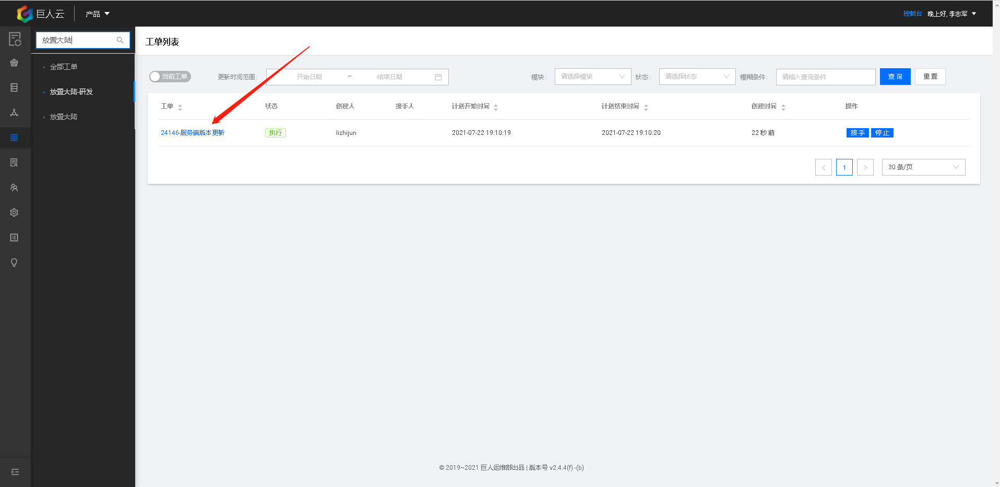 巨人云
产品
控制台 晚上好, 李志军
放置大陆
全部工单
放置大陆-研发
放置大陆
工单列表
当前工单 更新时间范围: 开始日期 ~ 结束日期 模块: 请选择模块 状态: 请选择状态 模糊条件: 请输入查询条件 查 询 重 置
工单 状态 创建人 接手人 计划开始时间 计划结束时间 创建时间 操作
24146-服务端版本更新 执行 lizhijun 2021-07-22 19:10:19 2021-07-22 19:10:20 22 秒前 接 手 停 止
< 1 > 30 条/页
© 2019~2021 巨人运维部出品 | 版本号 v2.4.4(f) -(b)